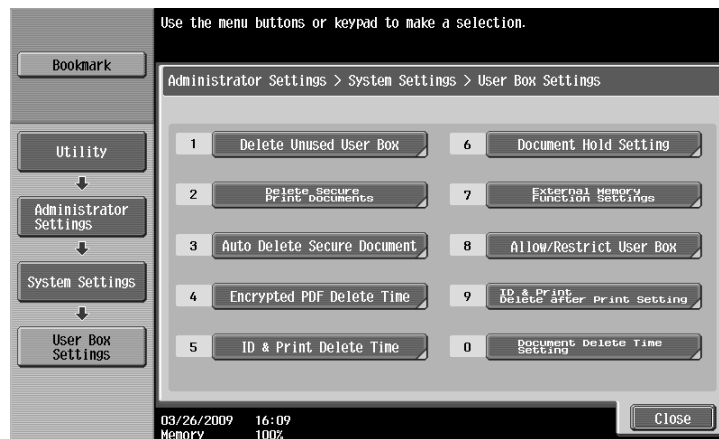 Use the menu buttons or keypad to make a selection.
Bookmark
Administrator Settings > System Settings > User Box Settings
Utility
Administrator
Settings
System Settings
User Box
Settings
1 Delete Unused User Box
2 Delete Secure
Print Documents
3 Auto Delete Secure Document
4 Encrypted PDF Delete Time
5 ID & Print Delete Time
6 Document Hold Setting
7 External Memory
Function Settings
8 Allow/Restrict User Box
9 ID & Print
Delete after Print Setting
0 Document Delete Time
Setting
03/26/2009 16:09
Memory 100%
Close